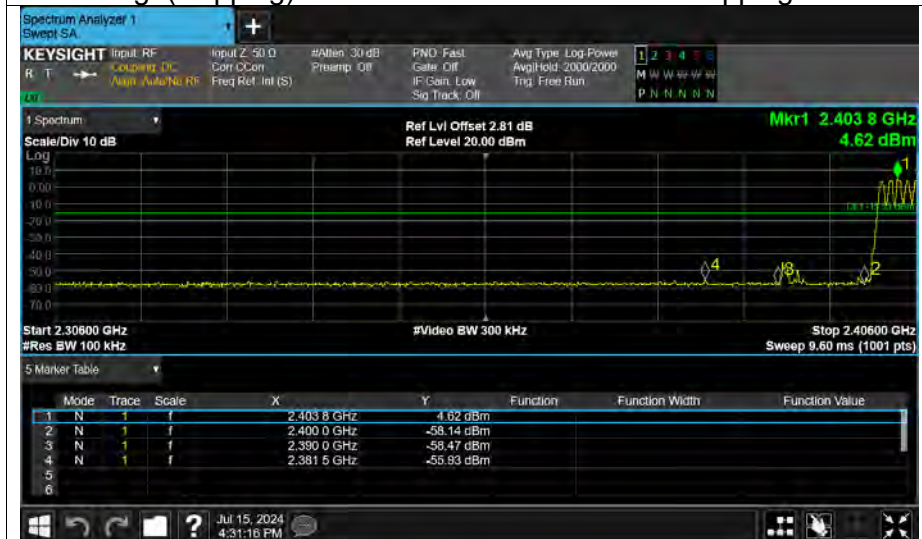 Spectrum Analyzer 1
Swept SA
+
KEYSIGHT Input: RF Input Z: 50 Ω #Atten: 30 dB PNO: Fast Avg Type: Log-Power 1 2 3 4 5 6
R T Coupling: DC Corr CCorr Preamp: Off Gate: Off Avg|Hold: 2000/2000 M W W W W W
Align: Auto/No RF Freq Ref: Int (S) IF Gain: Low Trig: Free Run P N N N N N
Sig Track: Off
1 Spectrum Ref Lvl Offset 2.81 dB Mkr1 2.403 8 GHz
Scale/Div 10 dB Ref Level 20.00 dBm 4.62 dBm
Log
10.0
0.00
-10.0
-20.0
-30.0
-40.0
-50.0
-60.0
-70.0
1
4
3
2
Start 2.30600 GHz #Video BW 300 kHz Stop 2.40600 GHz
#Res BW 100 kHz Sweep 9.60 ms (1001 pts)
5 Marker Table
Mode Trace Scale X Y Function Function Width Function Value
1 N 1 f 2.403 8 GHz 4.62 dBm
2 N 1 f 2.400 0 GHz -58.14 dBm
3 N 1 f 2.390 0 GHz -58.47 dBm
4 N 1 f 2.381 5 GHz -55.93 dBm
5
6
? Jul 15, 2024
4:31:16 PM